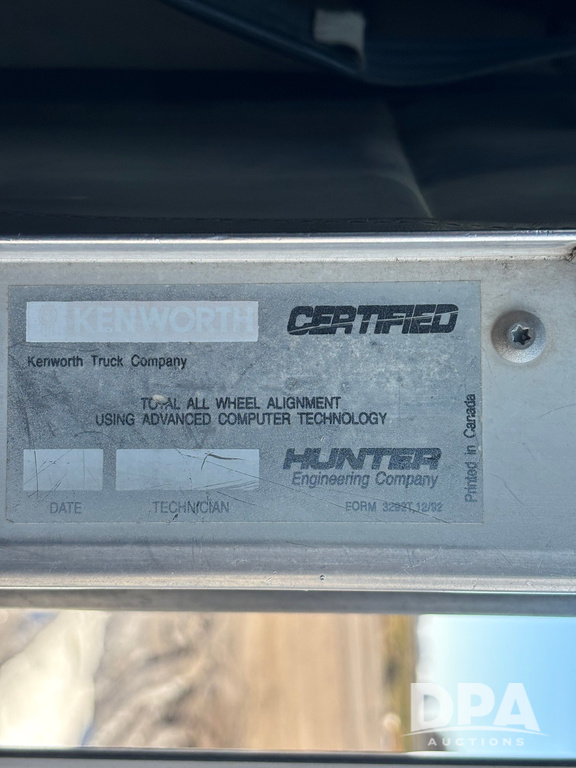 KENWORTH
CERTIFIED
Kenworth Truck Company
TOTAL ALL WHEEL ALIGNMENT
USING ADVANCED COMPUTER TECHNOLOGY
HUNTER
Engineering Company
DATE
TECHNICIAN
FORM 3292T,12/92
Printed in Canada
DPA
AUCTIONS